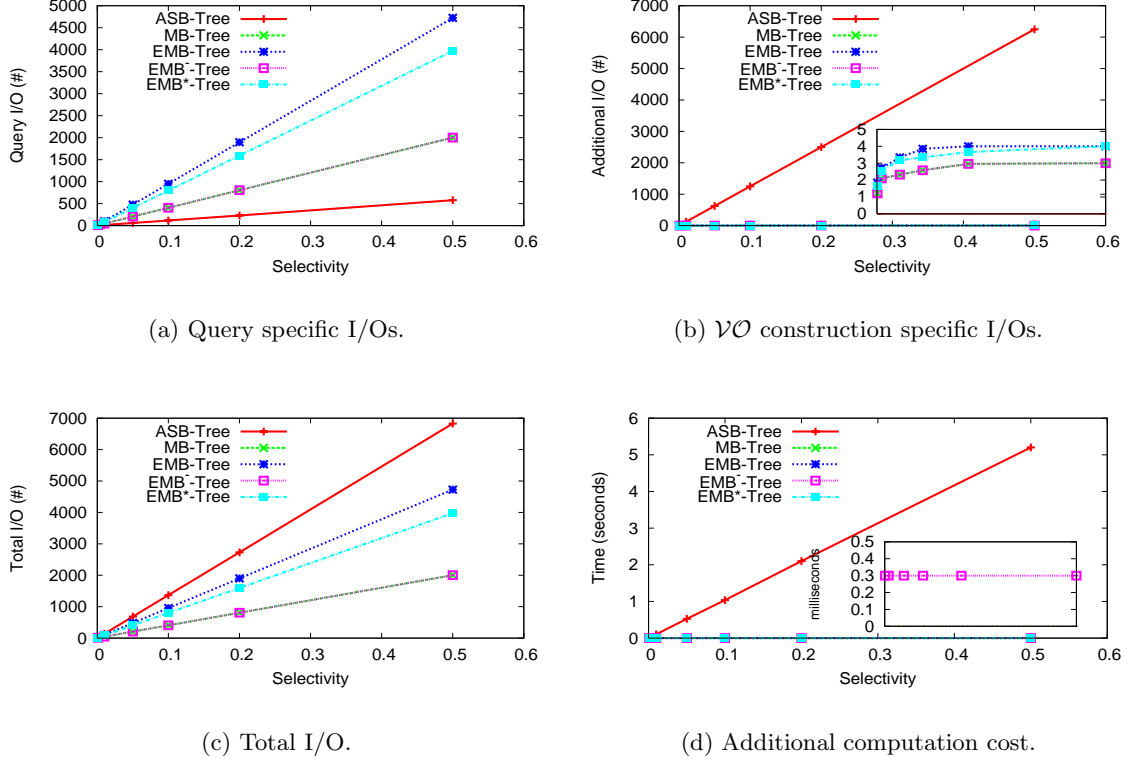 5000
4500
4000
3500
3000
2500
2000
1500
1000
500
0
Query I/O (#)
ASB-Tree
MB-Tree
EMB-Tree
EMB⁻-Tree
EMB*-Tree
0 0.1 0.2 0.3 0.4 0.5 0.6
Selectivity
(a) Query specific I/Os.
7000
6000
5000
4000
3000
2000
1000
0
Additional I/O (#)
ASB-Tree
MB-Tree
EMB-Tree
EMB⁻-Tree
EMB*-Tree
5
4
3
2
1
0
0 0.1 0.2 0.3 0.4 0.5 0.6
Selectivity
(b) 𝒱𝒪 construction specific I/Os.
7000
6000
5000
4000
3000
2000
1000
0
Total I/O (#)
ASB-Tree
MB-Tree
EMB-Tree
EMB⁻-Tree
EMB*-Tree
0 0.1 0.2 0.3 0.4 0.5 0.6
Selectivity
(c) Total I/O.
6
5
4
3
2
1
0
Time (seconds)
ASB-Tree
MB-Tree
EMB-Tree
EMB⁻-Tree
EMB*-Tree
0.5
0.4
0.3
0.2
0.1
0
milliseconds
0 0.1 0.2 0.3 0.4 0.5 0.6
Selectivity
(d) Additional computation cost.